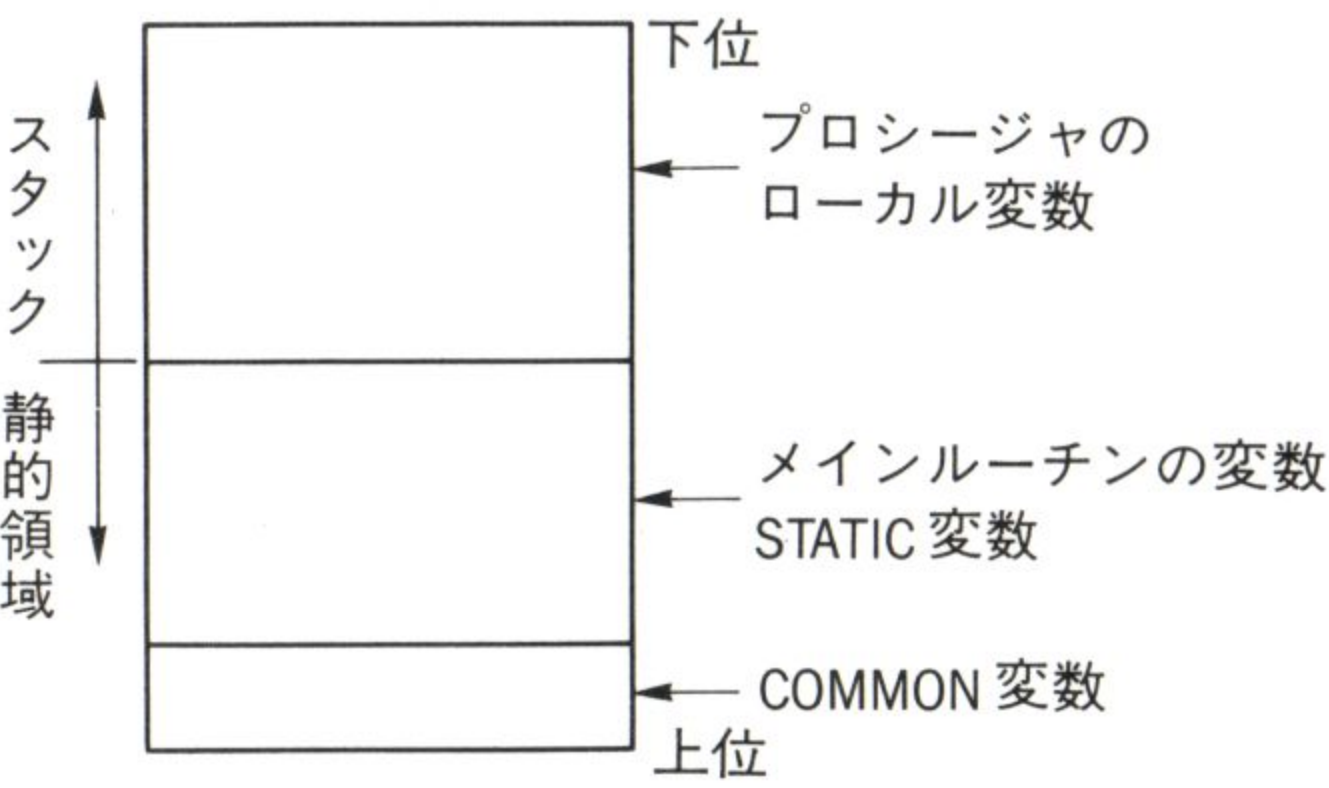 下位
プロシージャの
ローカル変数
スタック
静的領域
メインルーチンの変数
STATIC 変数
COMMON 変数
上位